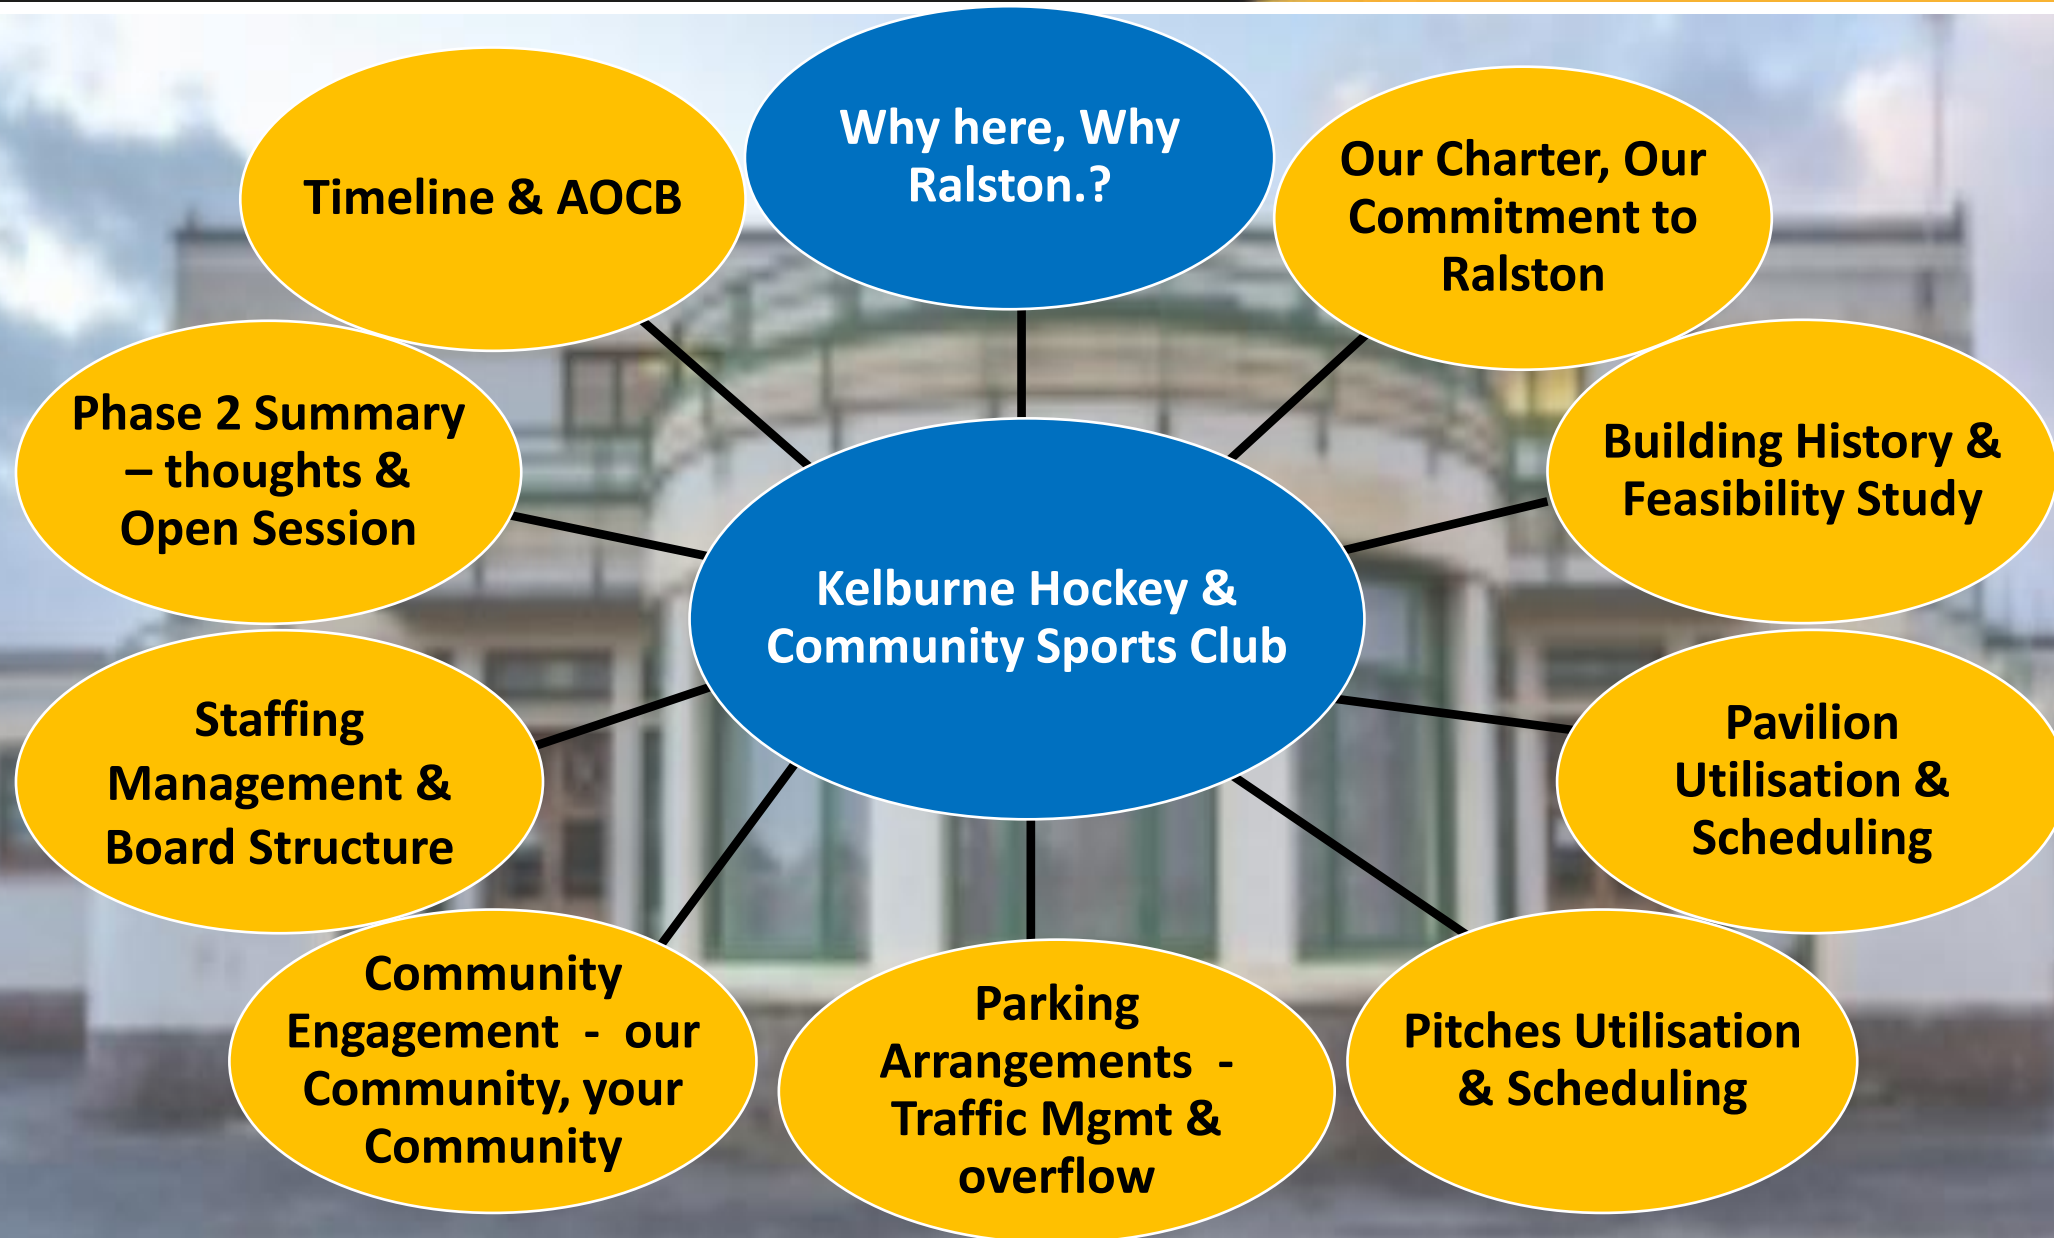 Why here, Why
Ralston.?
Our Charter, Our
Commitment to
Ralston
Building History &
Feasibility Study
Pavilion
Utilisation &
Scheduling
Pitches Utilisation
& Scheduling
Parking
Arrangements  -
Traffic Mgmt &
overflow
Community
Engagement  -  our
Community, your
Community
Staffing
Management &
Board Structure
Phase 2 Summary
– thoughts &
Open Session
Timeline & AOCB
Kelburne Hockey &
Community Sports Club